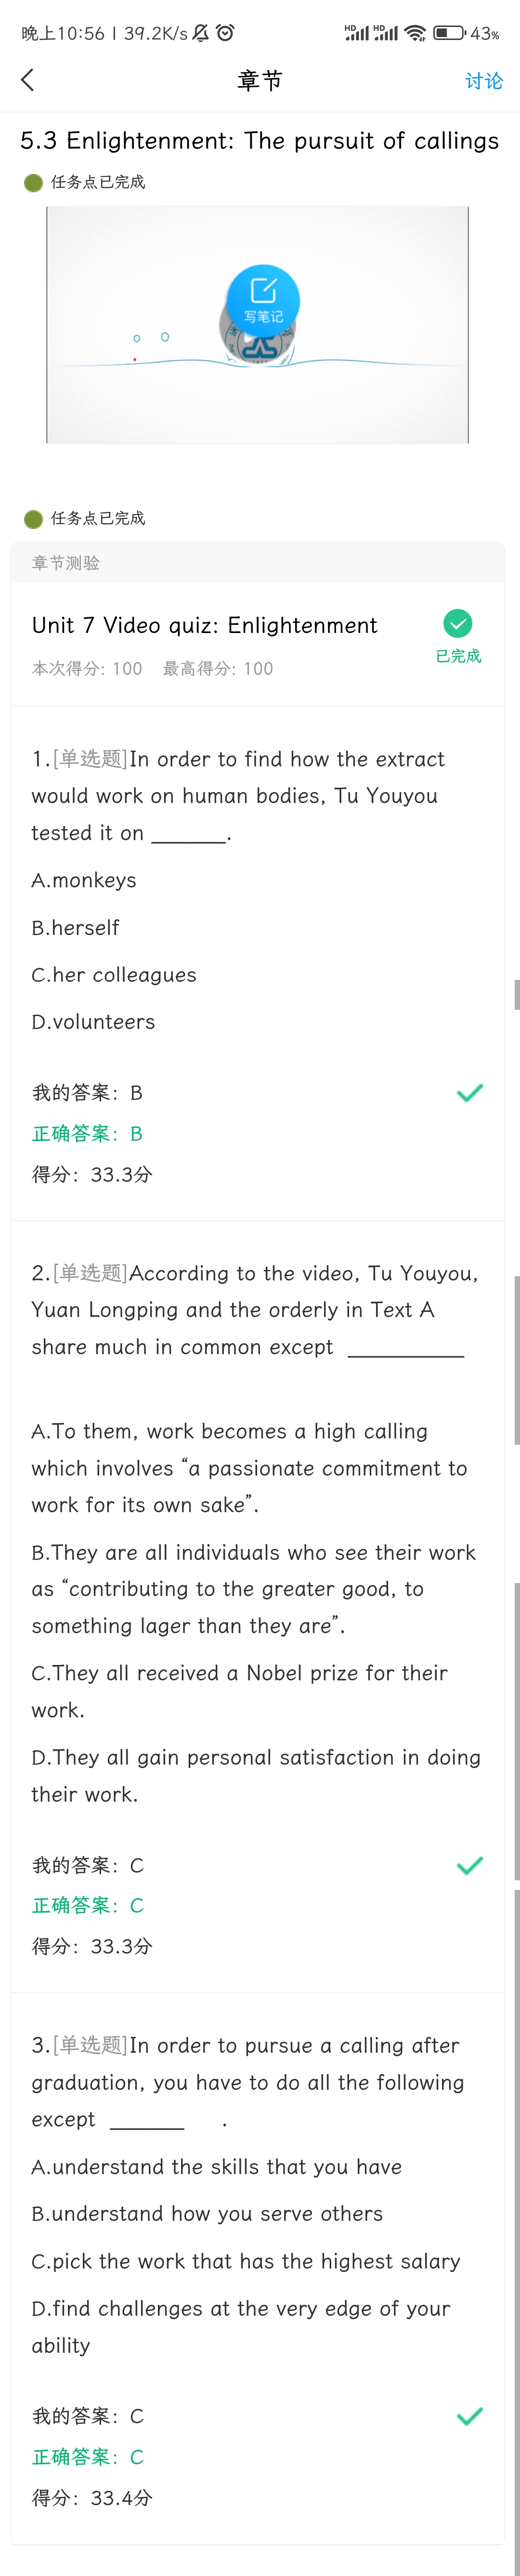 晚上10:56 | 39.2K/s HD HD 43%
章节 讨论
5.3 Enlightenment: The pursuit of callings
任务点已完成
写笔记
任务点已完成
章节测验
Unit 7 Video quiz: Enlightenment
已完成
本次得分: 100 最高得分: 100
1.[单选题]In order to find how the extract
would work on human bodies, Tu Youyou
tested it on _______.
A.monkeys
B.herself
C.her colleagues
D.volunteers
我的答案：B
正确答案：B
得分：33.3分
2.[单选题]According to the video, Tu Youyou,
Yuan Longping and the orderly in Text A
share much in common except ___________
A.To them, work becomes a high calling
which involves “a passionate commitment to
work for its own sake”.
B.They are all individuals who see their work
as “contributing to the greater good, to
something lager than they are”.
C.They all received a Nobel prize for their
work.
D.They all gain personal satisfaction in doing
their work.
我的答案：C
正确答案：C
得分：33.3分
3.[单选题]In order to pursue a calling after
graduation, you have to do all the following
except _______ .
A.understand the skills that you have
B.understand how you serve others
C.pick the work that has the highest salary
D.find challenges at the very edge of your
ability
我的答案：C
正确答案：C
得分：33.4分